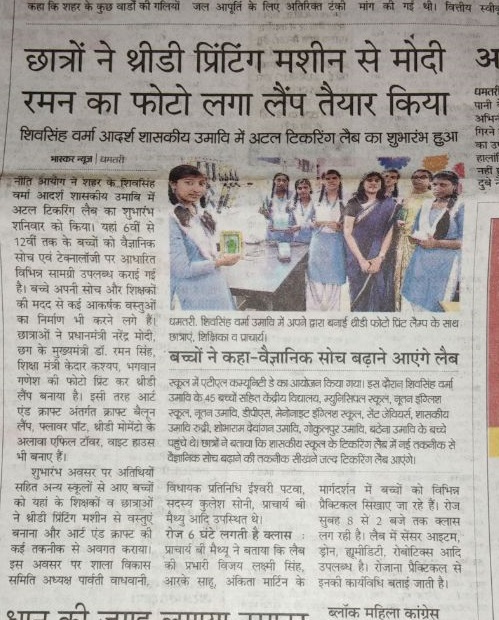 कहा कि शहर के कुछ वार्डों की गलियों
जल आपूर्ति के लिए अतिरिक्त टंकी
मांग की गई थी। वित्तीय
छात्रों ने थ्रीडी प्रिंटिंग मशीन से मोदी
रमन का फोटो लगा लैंप तैयार किया
शिवसिंह वर्मा आदर्श शासकीय उमावि में अटल टिकरिंग लैब का शुभारंभ हुआ
भास्कर न्यूज | धमतरी
नीति आयोग ने शहर के शिवसिंह
वर्मा आदर्श शासकीय उमावि में
अटल टिकरिंग लैब का शुभारंभ
शनिवार को किया। यहां 6वीं से
12वीं तक के बच्चों को वैज्ञानिक
सोच एवं टेक्नालॉजी पर आधारित
विभिन्न सामग्री उपलब्ध कराई गई
है। बच्चे अपनी सोच और शिक्षकों
की मदद से कई आकर्षक वस्तुओं
का निर्माण भी करने लगे हैं।
छात्राओं ने प्रधानमंत्री नरेंद्र मोदी,
छग के मुख्यमंत्री डॉ. रमन सिंह,
शिक्षा मंत्री केदार कश्यप, भगवान
गणेश की फोटो प्रिंट कर थ्रीडी
लैंप बनाया है। इसी तरह आर्ट
एंड क्राफ्ट अंतर्गत क्राफ्ट बैलून
लैंप, फ्लावर पॉट, थ्रीडी मोमेंटो के
अलावा एफिल टॉवर, वाइट हाउस
भी बनाए हैं।
शुभारंभ अवसर पर अतिथियों
सहित अन्य स्कूलों से आए बच्चों
को यहां के शिक्षकों व छात्राओं
ने थ्रीडी प्रिंटिंग मशीन से वस्तुएं
बनाना और आर्ट एंड क्राफ्ट की
कई तकनीक से अवगत कराया।
इस अवसर पर शाला विकास
समिति अध्यक्ष पार्वती वाधवानी,
धमतरी. शिवसिंह वर्मा उमावि में अपने द्वारा बनाई थ्रीडी फोटो प्रिंट लैम्प के साथ
छात्राएं, शिक्षिका व प्राचार्य।
बच्चों ने कहा-वैज्ञानिक सोच बढ़ाने आएंगे लैब
स्कूल में एटीएल कम्युनिटी डे का आयोजन किया गया। इस दौरान शिवसिंह वर्मा
उमावि के 45 बच्चों सहित केंद्रीय विद्यालय, म्युनिसिपल स्कूल, नूतन इंग्लिश
स्कूल, नूतन उमावि, डीपीएस, मेनोनाइट इंग्लिश स्कूल, सेंट जेवियर्स, शासकीय
उमावि रुद्री, शोभाराम देवांगन उमावि, गोकुलपुर उमावि, बठेना उमावि के बच्चे
पहुंचे थे। छात्रों ने बताया कि शासकीय स्कूल के टिकरिंग लैब में नई तकनीक से
वैज्ञानिक सोच बढ़ाने की तकनीक सीखने जल्द टिकरिंग लैब आएंगे।
विधायक प्रतिनिधि ईश्वरी पटवा,
सदस्य कुलेश सोनी, प्राचार्य बी
मैथ्यु आदि उपस्थित थे।
रोज 6 घंटे लगती है क्लास :
प्राचार्य बी मैथ्यु ने बताया कि लैब
की प्रभारी विजय लक्ष्मी सिंह,
आरके साहू, अंकिता मार्टिन के
मार्गदर्शन में बच्चों को विभिन्न
प्रैक्टिकल सिखाए जा रहे हैं। रोज
सुबह 8 से 2 बजे तक क्लास
लग रही है। लैब में सेंसर आइटम,
ड्रोन, ह्यूमोडिटी, रोबोटिक्स आदि
उपलब्ध है। रोजाना प्रैक्टिकल से
इनकी कार्यविधि बताई जाती है।
धमतरी
पानी
गिरने
नहीं
ब्लॉक महिला कांग्रेस